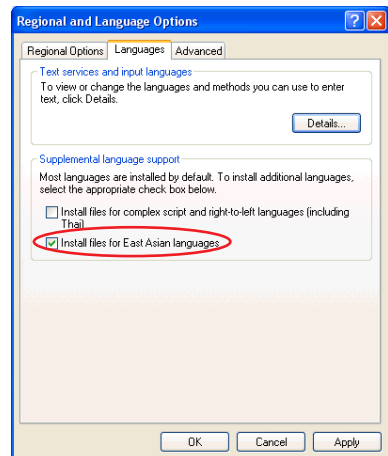 Regional and Language Options
Regional Options Languages Advanced
Text services and input languages
To view or change the languages and methods you can use to enter
text, click Details.
Details...
Supplemental language support
Most languages are installed by default. To install additional languages,
select the appropriate check box below.
Install files for complex script and right-to-left languages (including
Thai)
Install files for East Asian languages
OK Cancel Apply